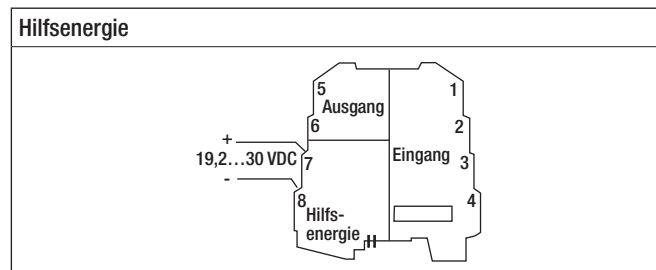 Hilfsenergie
5
1
Ausgang
6
2
+
19,2...30 VDC
7
Eingang
3
-
8
4
Hilfs-
energie